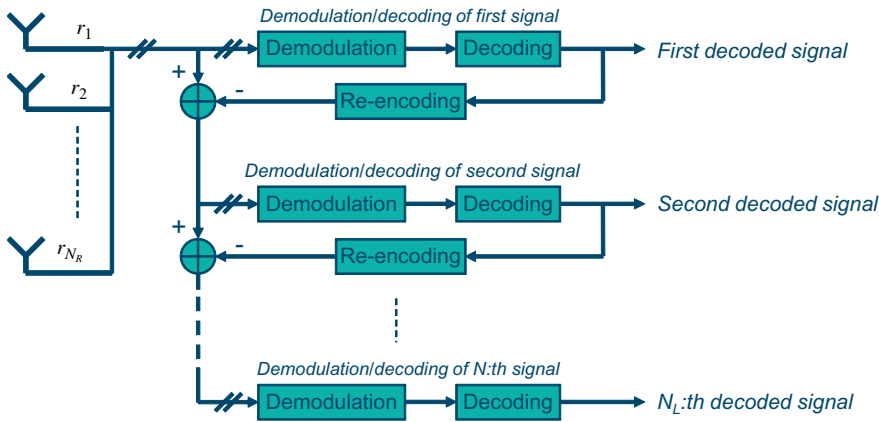 Demodulation/decoding of first signal
r1
Demodulation
Decoding
First decoded signal
+
-
r2
Re-encoding
Demodulation/decoding of second signal
Demodulation
Decoding
Second decoded signal
+
-
rNR
Re-encoding
Demodulation/decoding of N:th signal
Demodulation
Decoding
NL:th decoded signal